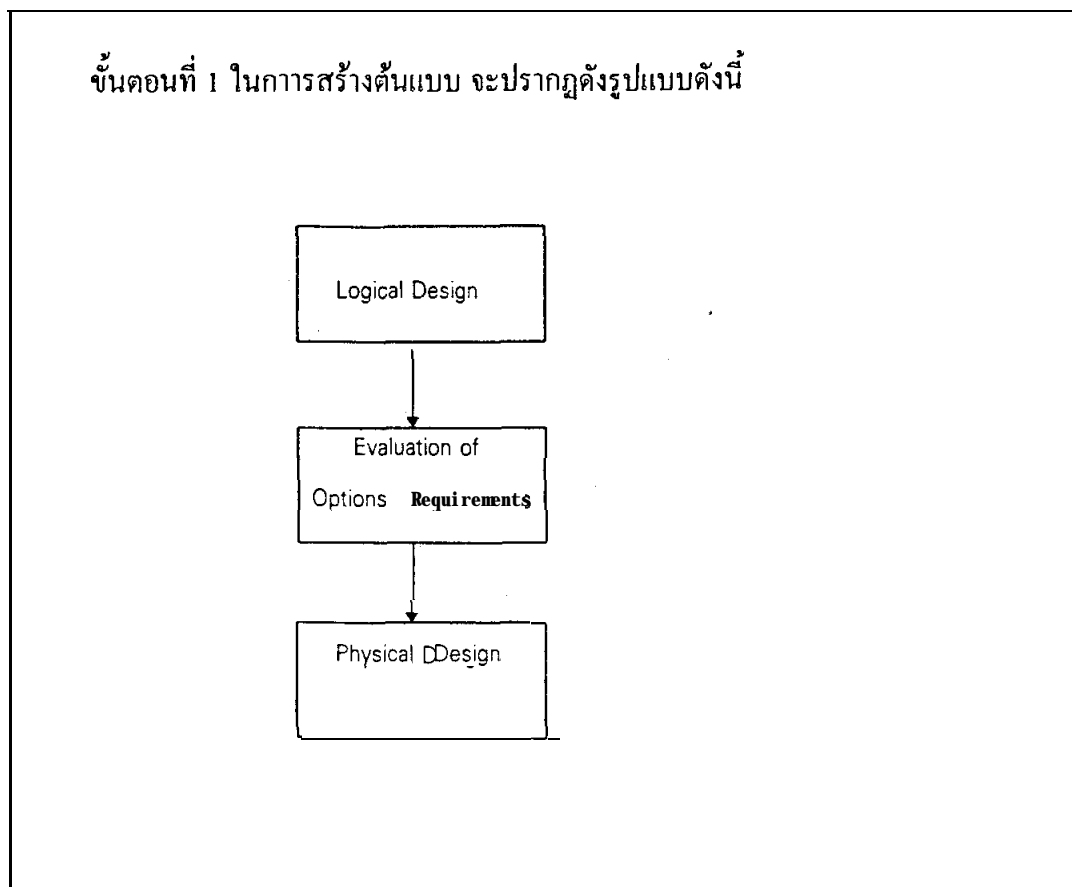 ขั้นตอนที่ 1 ในกาารสร้างต้นแบบ จะปรากฏดังรูปแบบดังนี้
Logical Design
Evaluation of
Options Requirements
Physical DDesign